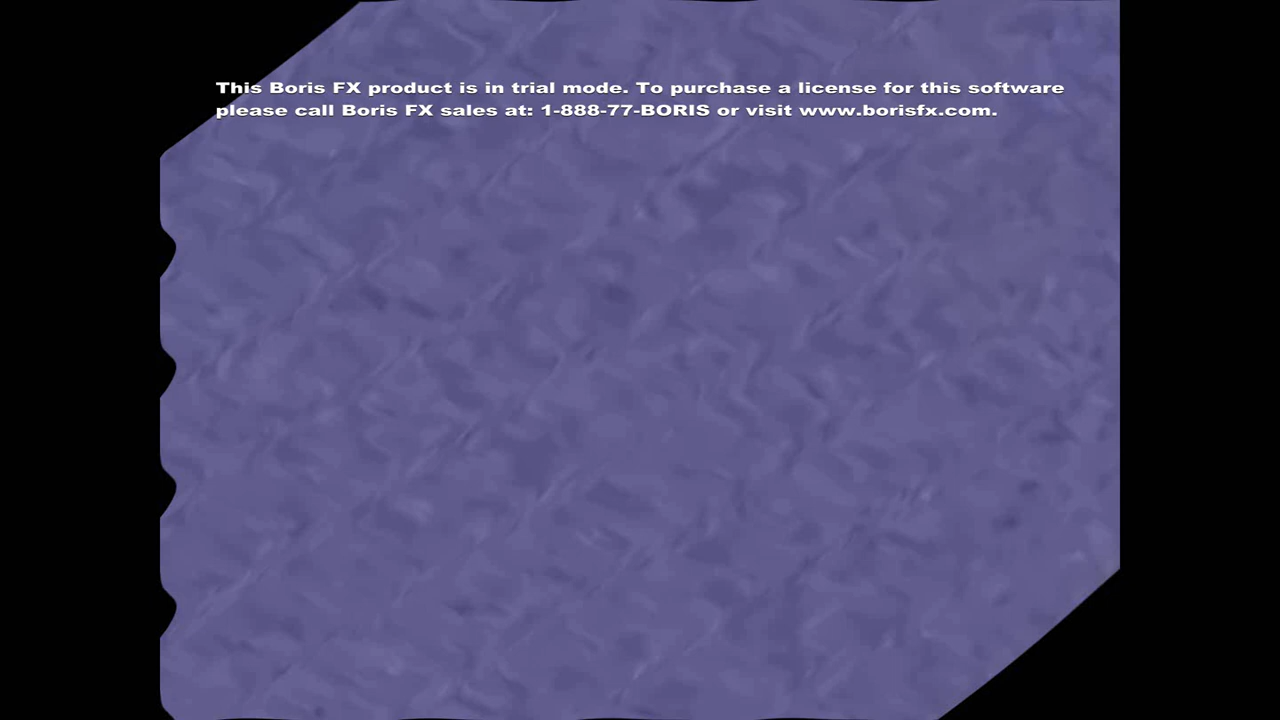 This Boris FX product is in trial mode. To purchase a license for this software
please call Boris FX sales at: 1-888-77-BORIS or visit www.borisfx.com.